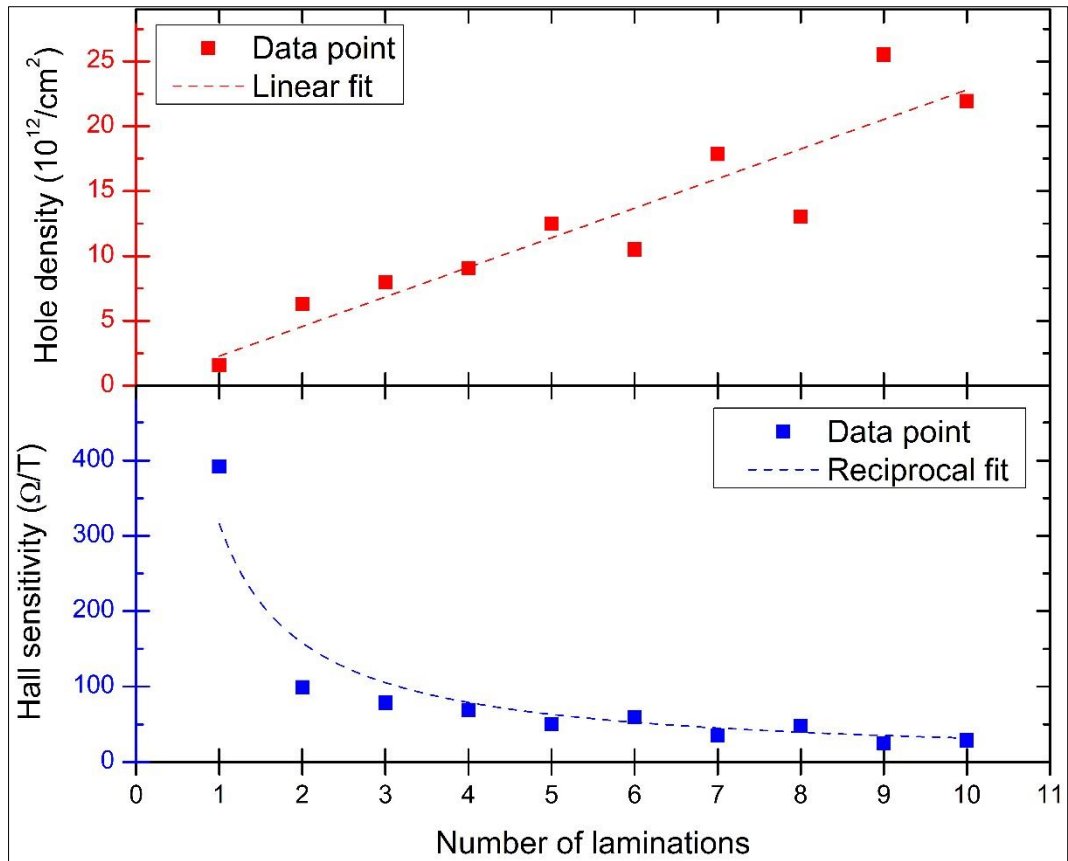 Hole density (10¹²/cm²)
25
20
15
10
5
0
Data point
Linear fit
Hall sensitivity (Ω/T)
400
300
200
100
0
Data point
Reciprocal fit
0 1 2 3 4 5 6 7 8 9 10 11
Number of laminations